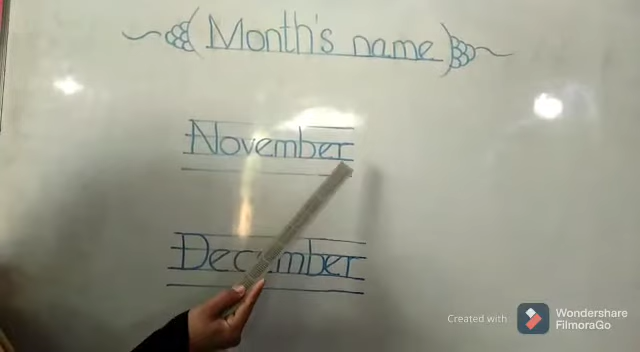 Month's name
November
December
Created with
Wondershare
FilmoraGo